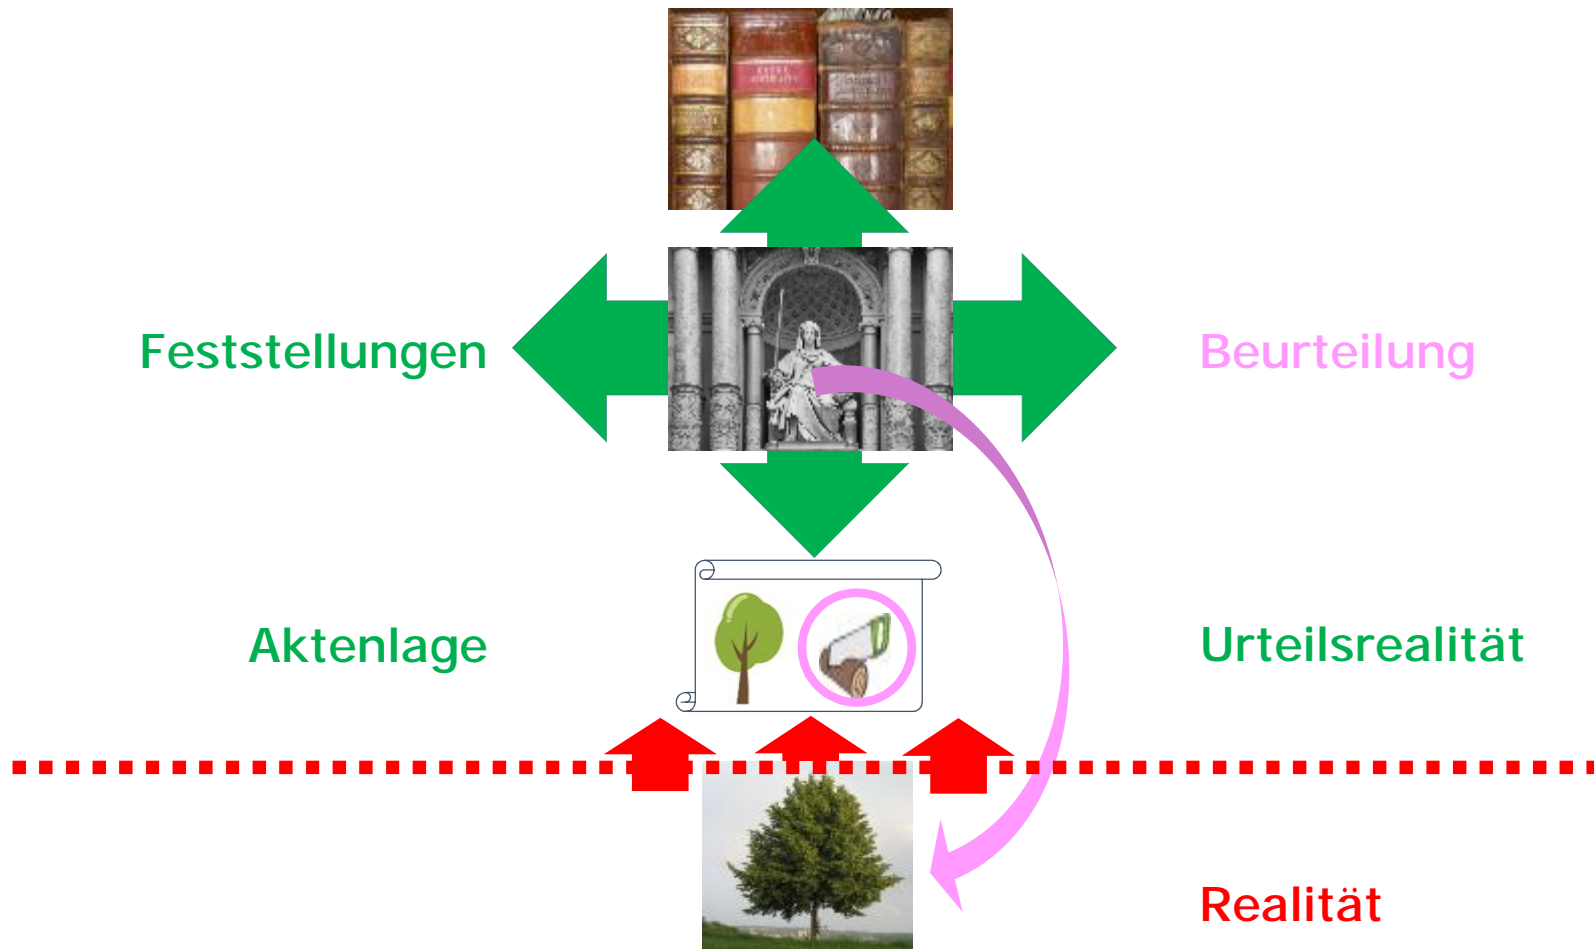 Feststellungen
Beurteilung
Aktenlage
Urteilsrealität
Realität